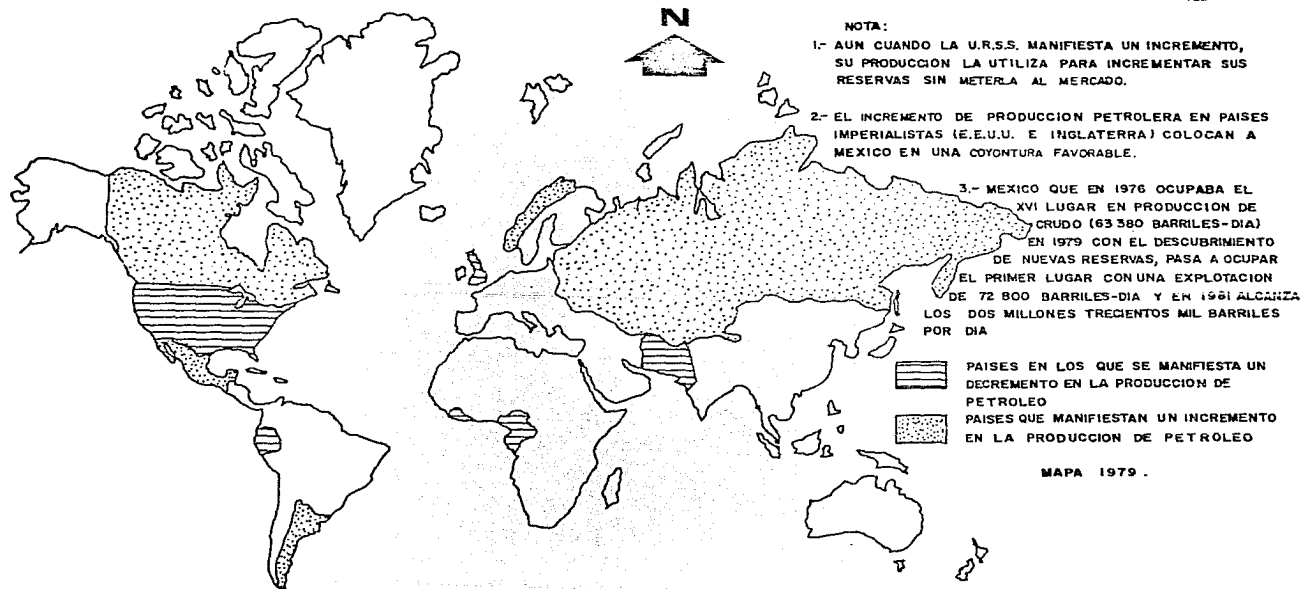 N
NOTA:
1.- AUN CUANDO LA U.R.S.S. MANIFIESTA UN INCREMENTO,
SU PRODUCCION LA UTILIZA PARA INCREMENTAR SUS
RESERVAS SIN METERLA AL MERCADO.
2.- EL INCREMENTO DE PRODUCCION PETROLERA EN PAISES
IMPERIALISTAS (E.E.U.U. E INGLATERRA) COLOCAN A
MEXICO EN UNA COYONTURA FAVORABLE.
3.- MEXICO QUE EN 1976 OCUPABA EL
XVI LUGAR EN PRODUCCION DE
CRUDO (63 380 BARRILES-DIA)
EN 1979 CON EL DESCUBRIMIENTO
DE NUEVAS RESERVAS, PASA A OCUPAR
EL PRIMER LUGAR CON UNA EXPLOTACION
DE 72 800 BARRILES-DIA Y EN 1981 ALCANZA
LOS DOS MILLONES TRECIENTOS MIL BARRILES
POR DIA
PAISES EN LOS QUE SE MANIFIESTA UN
DECREMENTO EN LA PRODUCCION DE
PETROLEO
PAISES QUE MANIFIESTAN UN INCREMENTO
EN LA PRODUCCION DE PETROLEO
MAPA 1979.